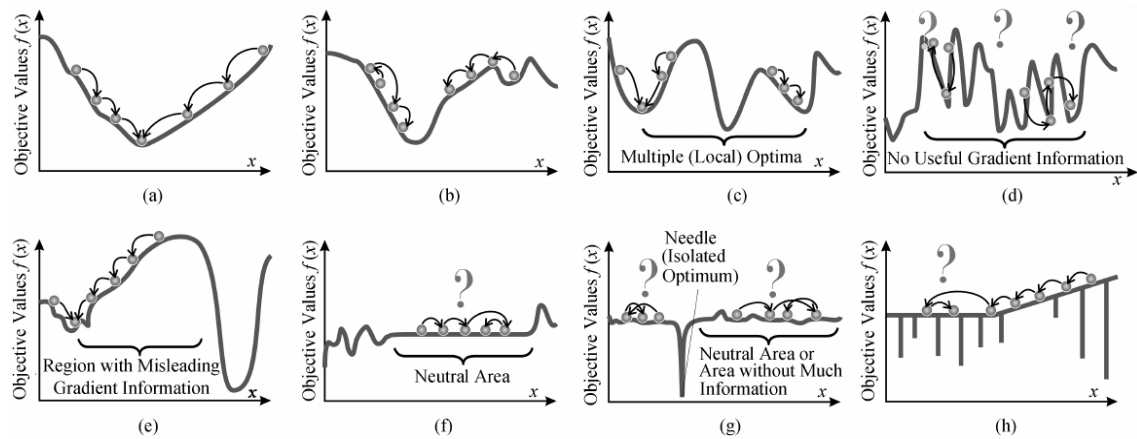 Objective Values f (x)
x
(a)
Objective Values f (x)
x
(b)
Objective Values f (x)
Multiple (Local) Optima
x
(c)
Objective Values f (x)
? ? ?
No Useful Gradient Information
x
(d)
Objective Values f (x)
Region with Misleading
Gradient Information
x
(e)
Objective Values f (x)
?
Neutral Area
x
(f)
Objective Values f (x)
Needle
(Isolated
Optimum)
? ?
Neutral Area or
Area without Much
Information
x
(g)
Objective Values f (x)
?
x
(h)